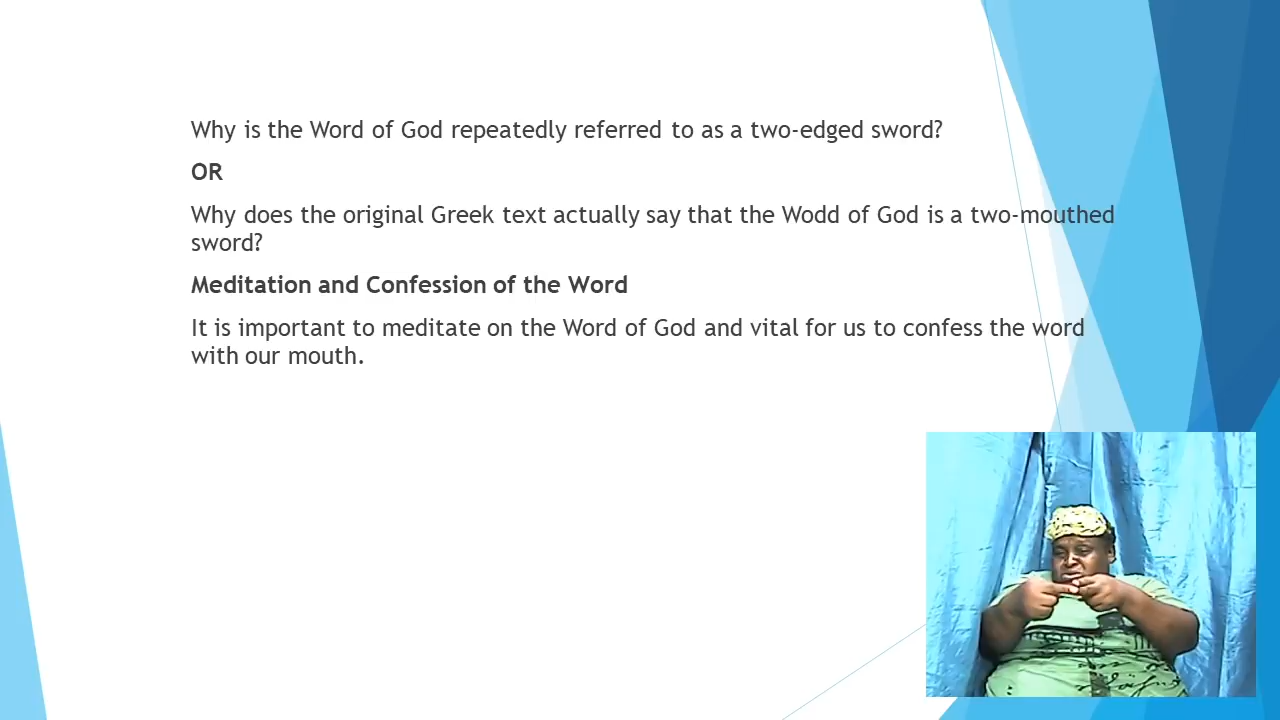 Why is the Word of God repeatedly referred to as a two-edged sword?
OR
Why does the original Greek text actually say that the Wodd of God is a two-mouthed
sword?
Meditation and Confession of the Word
It is important to meditate on the Word of God and vital for us to confess the word
with our mouth.